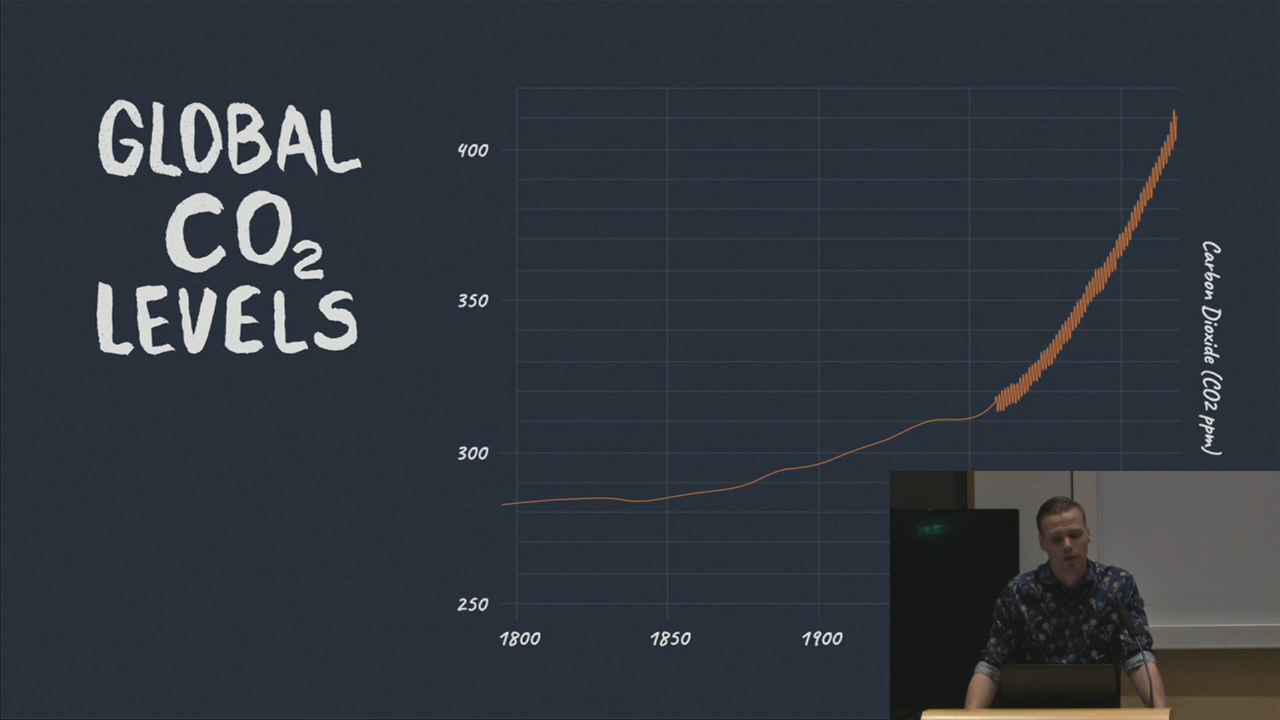 GLOBAL
CO₂
LEVELS
400
350
300
250
1800
1850
1900
Carbon Dioxide (CO2 ppm)